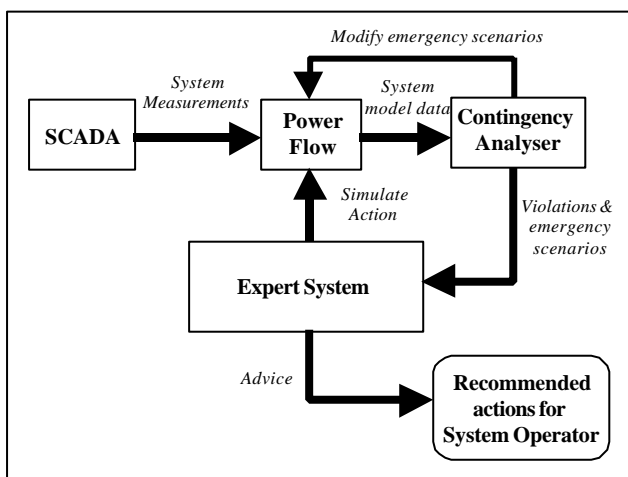 Modify emergency scenarios
System
Measurements
System
model data
SCADA
Power
Flow
Contingency
Analyser
Simulate
Action
Violations &
emergency
scenarios
Expert System
Advice
Recommended
actions for
System Operator